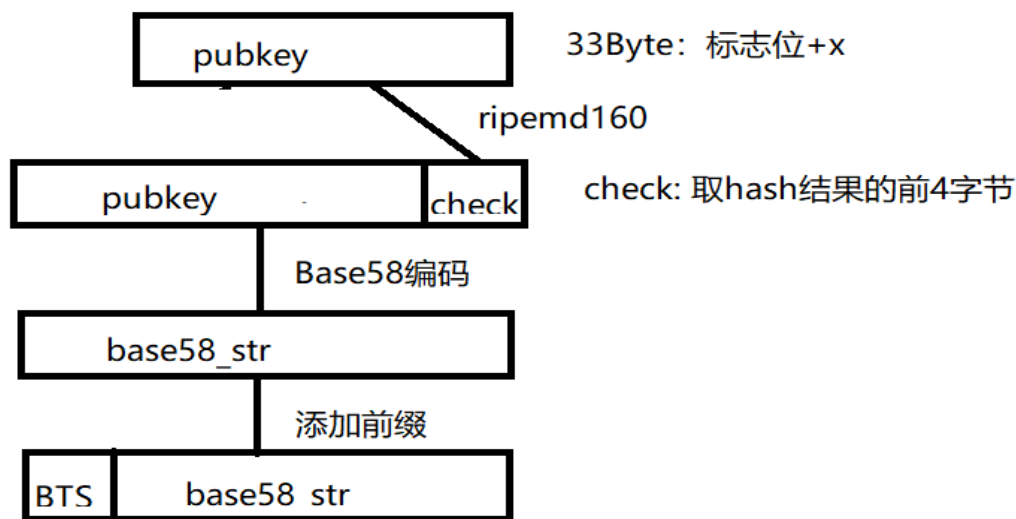 pubkey
33Byte：标志位+x
ripemd160
pubkey
check
check: 取hash结果的前4字节
Base58编码
base58_str
添加前缀
BTS
base58_str